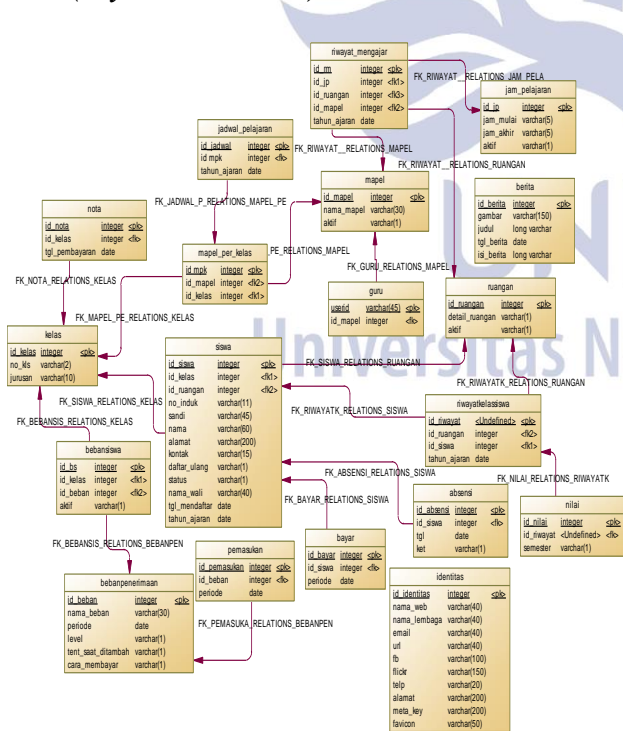 riwayat_mengajar
id_rm integer <pk>
id_jp integer <fk1>
id_ruangan integer <fk3>
id_mapel integer <fk2>
tahun_ajaran date
FK_RIWAYAT__RELATIONS_JAM_PELA
jam_pelajaran
id_jp integer <pk>
jam_mulai varchar(5)
jam_akhir varchar(5)
aktif varchar(1)
jadwal_pelajaran
id_jadwal integer <pk>
id mpk integer <fk>
tahun_ajaran date
FK_RIWAYAT__RELATIONS_MAPEL
FK_RIWAYAT__RELATIONS_RUANGAN
mapel
id_mapel integer <pk>
nama_mapel varchar(30)
aktif varchar(1)
berita
id_berita integer <pk>
gambar varchar(150)
judul long varchar
tgl_berita date
isi_berita long varchar
nota
id_nota integer <pk>
id_kelas integer <fk>
tgl_pembayaran date
FK_JADWAL_P_RELATIONS_MAPEL_PE
mapel_per_kelas
id_mpk integer <pk>
id_mapel integer <fk2>
id_kelas integer <fk1>
_PE_RELATIONS_MAPEL
FK_GURU_RELATIONS_MAPEL
UN
FK_NOTA_RELATIONS_KELAS
guru
userid varchar(45) <pk>
id_mapel integer <fk>
ruangan
id_ruangan integer <pk>
detail_ruangan varchar(1)
aktif varchar(1)
FK_MAPEL_PE_RELATIONS_KELAS
Universitas N
kelas
id_kelas integer <pk>
no_kls varchar(2)
jurusan varchar(10)
siswa
id_siswa integer <pk>
id_kelas integer <fk1>
id_ruangan integer <fk2>
no_induk varchar(11)
sandi varchar(45)
nama varchar(60)
alamat varchar(200)
kontak varchar(15)
daftar_ulang varchar(1)
status varchar(1)
nama_wali varchar(40)
tgl_mendaftar date
tahun_ajaran date
FK_SISWA_RELATIONS_RUANGAN
FK_RIWAYATK_RELATIONS_RUANGAN
FK_SISWA_RELATIONS_KELAS
FK_RIWAYATK_RELATIONS_SISWA
riwayatkelassiswa
id_riwayat <Undefined> <pk>
id_ruangan integer <fk2>
id_siswa integer <fk1>
tahun_ajaran date
FK_BEBANSIS_RELATIONS_KELAS
bebansiswa
id_bs integer <pk>
id_kelas integer <fk1>
id_beban integer <fk2>
aktif varchar(1)
FK_ABSENSI_RELATIONS_SISWA
FK_NILAI_RELATIONS_RIWAYATK
absensi
id_absensi integer <pk>
id_siswa integer <fk>
tgl date
ket varchar(1)
nilai
id_nilai integer <pk>
id_riwayat <Undefined> <fk>
semester varchar(1)
FK_BAYAR_RELATIONS_SISWA
FK_BEBANSIS_RELATIONS_BEBANPEN
bayar
id_bayar integer <pk>
id_siswa integer <fk>
periode date
pemasukan
id_pemasukan integer <pk>
id_beban integer <fk>
periode date
bebanpenerimaan
id_beban integer <pk>
nama_beban varchar(30)
periode date
level varchar(1)
tent_saat_ditambah varchar(1)
cara_membayar varchar(1)
FK_PEMASUKA_RELATIONS_BEBANPEN
identitas
id_identitas integer <pk>
nama_web varchar(40)
nama_lembaga varchar(40)
email varchar(40)
url varchar(40)
fb varchar(100)
flickr varchar(150)
telp varchar(20)
alamat varchar(200)
meta_key varchar(200)
favicon varchar(50)